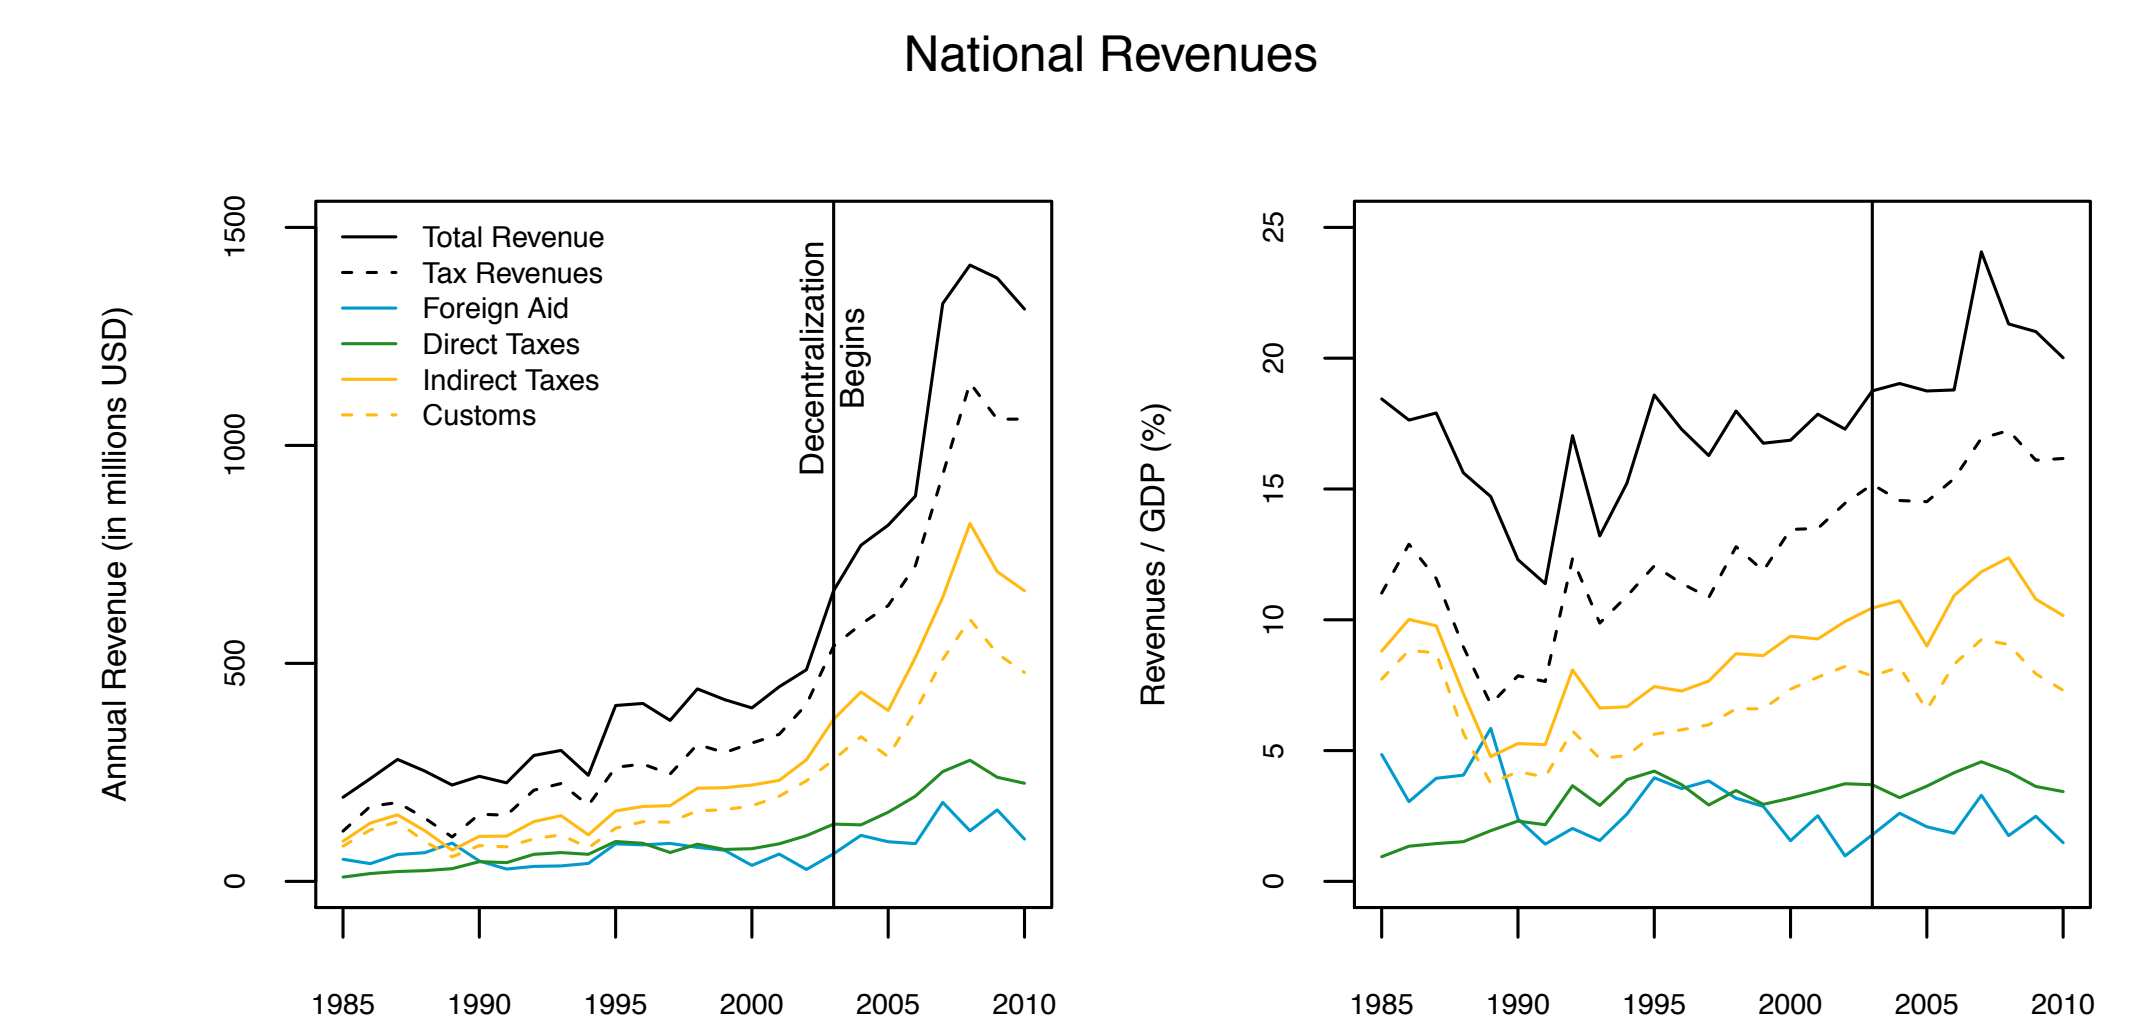 National Revenues
Annual Revenue (in millions USD)
1500
1000
500
0
Total Revenue
Tax Revenues
Foreign Aid
Direct Taxes
Indirect Taxes
Customs
Decentralization
Begins
1985 1990 1995 2000 2005 2010
Revenues / GDP (%)
25
20
15
10
5
0
1985 1990 1995 2000 2005 2010